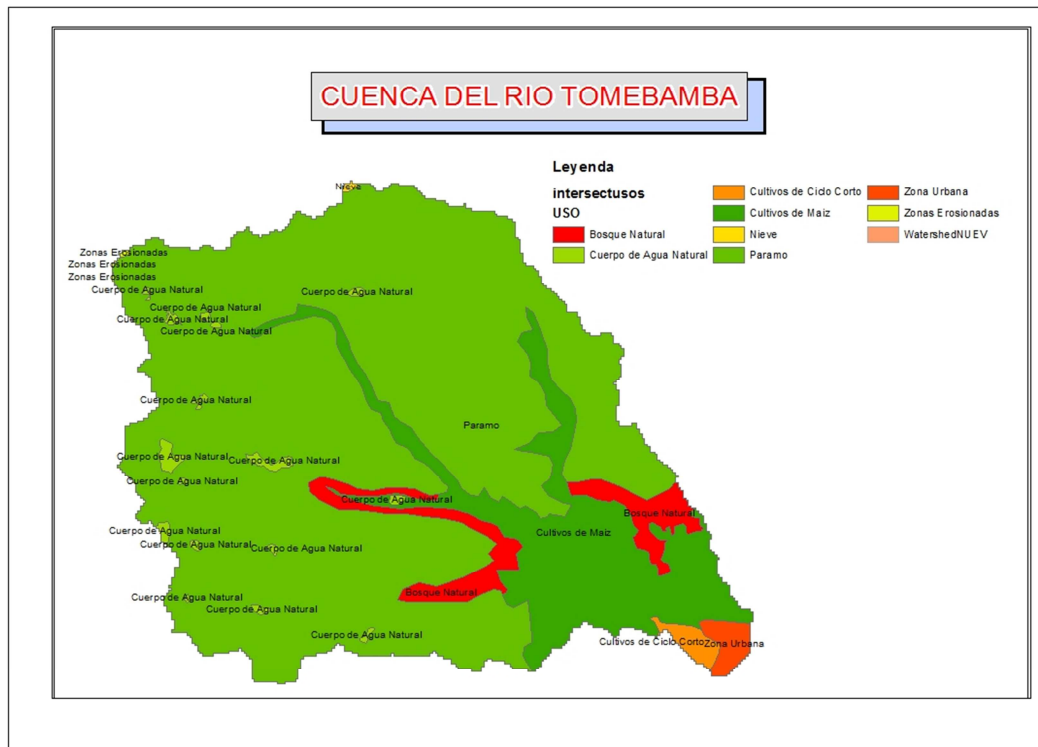 CUENCA DEL RIO TOMEBAMBA
Leyenda
intersectusos
USO
Bosque Natural
Cuerpo de Agua Natural
Cultivos de Ciclo Corto
Cultivos de Maiz
Nieve
Paramo
Zona Urbana
Zonas Erosionadas
WatershedNUEV
Nieve
Zonas Erosionadas
Zonas Erosionadas
Zonas Erosionadas
Cuerpo de Agua Natural
Cuerpo de Agua Natural
Cuerpo de Agua Natural
Cuerpo de Agua Natural
Cuerpo de Agua Natural
Cuerpo de Agua Natural
Paramo
Cuerpo de Agua Natural
Cuerpo de Agua Natural
Cuerpo de Agua Natural
Cuerpo de Agua Natural
Bosque Natural
Cuerpo de Agua Natural
Cultivos de Maiz
Cuerpo de Agua Natural
Cuerpo de Agua Natural
Bosque Natural
Cuerpo de Agua Natural
Cuerpo de Agua Natural
Cuerpo de Agua Natural
Cultivos de Ciclo Corto
Zona Urbana